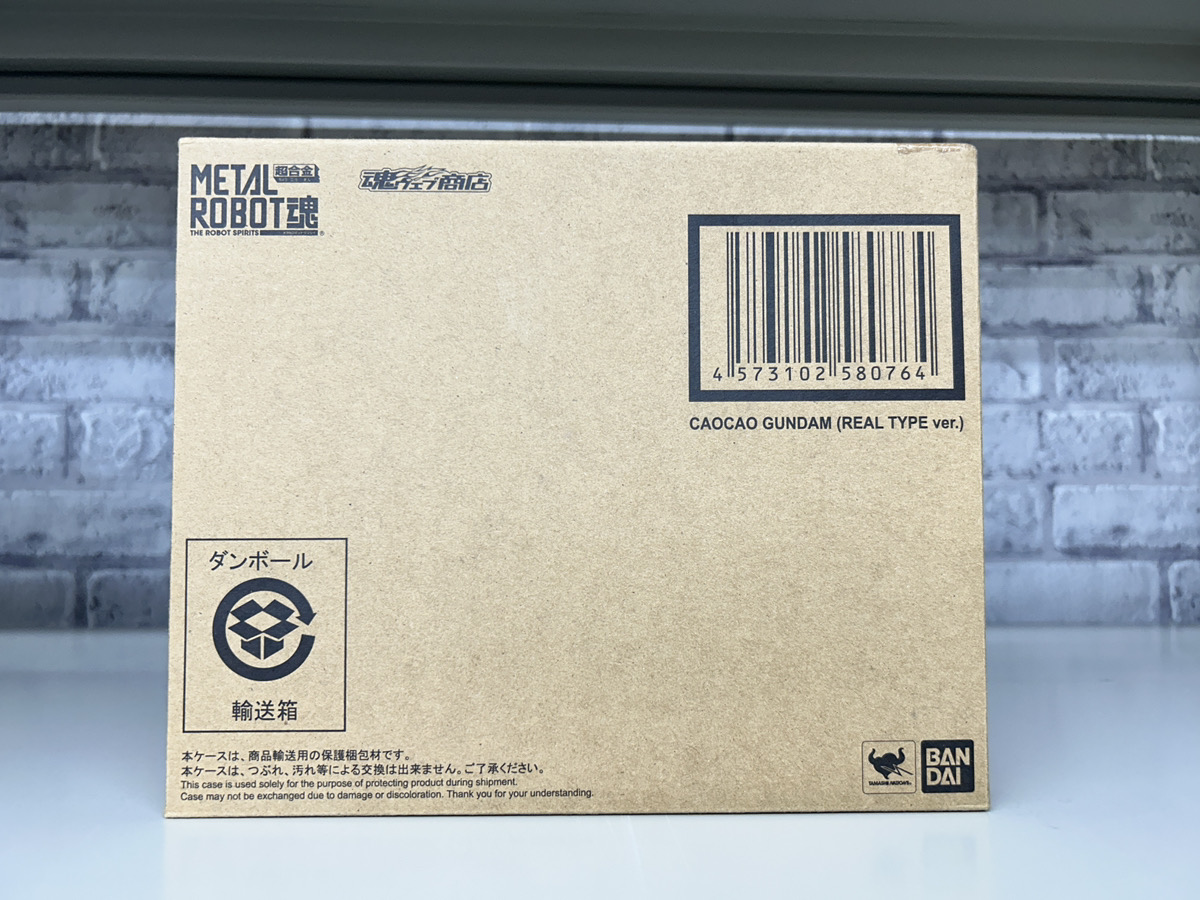 METAL 超合金
ROBOT魂
THE ROBOT SPIRITS
魂ウェブ商店
4 573102 580764
CAOCAO GUNDAM (REAL TYPE ver.)
ダンボール
輸送箱
本ケースは、商品輸送用の保護梱包材です。
本ケースは、つぶれ、汚れ等による交換は出来ません。ご了承ください。
This case is used solely for the purpose of protecting product during shipment.
Case may not be exchanged due to damage or discoloration. Thank you for your understanding.
TAMASHII NATIONS
BAN
DAI